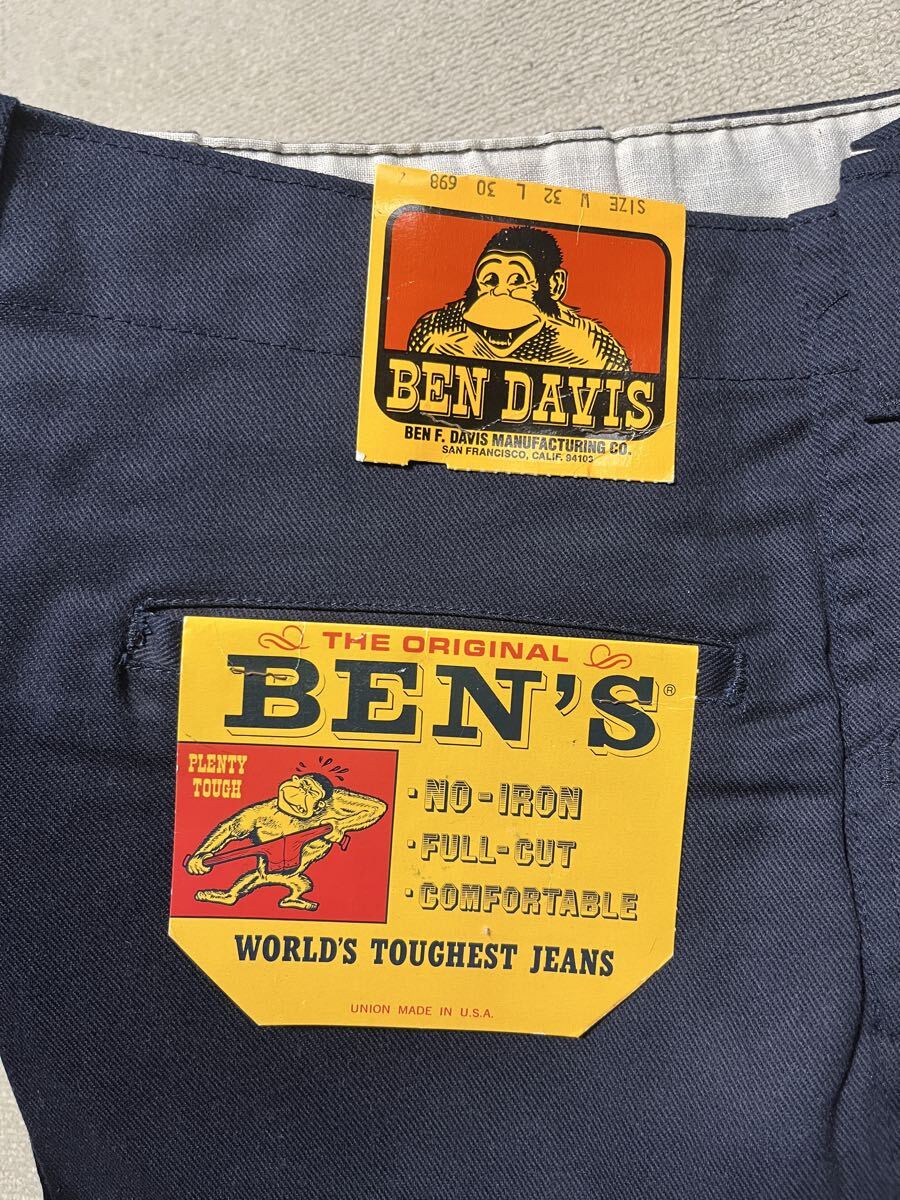 SIZE W 32 L 30 698
BEN DAVIS
BEN F. DAVIS MANUFACTURING CO.
SAN FRANCISCO, CALIF. 94103
THE ORIGINAL
BEN'S®
PLENTY
TOUGH
· NO-IRON
· FULL-CUT
· COMFORTABLE
WORLD'S TOUGHEST JEANS
UNION MADE IN U.S.A.